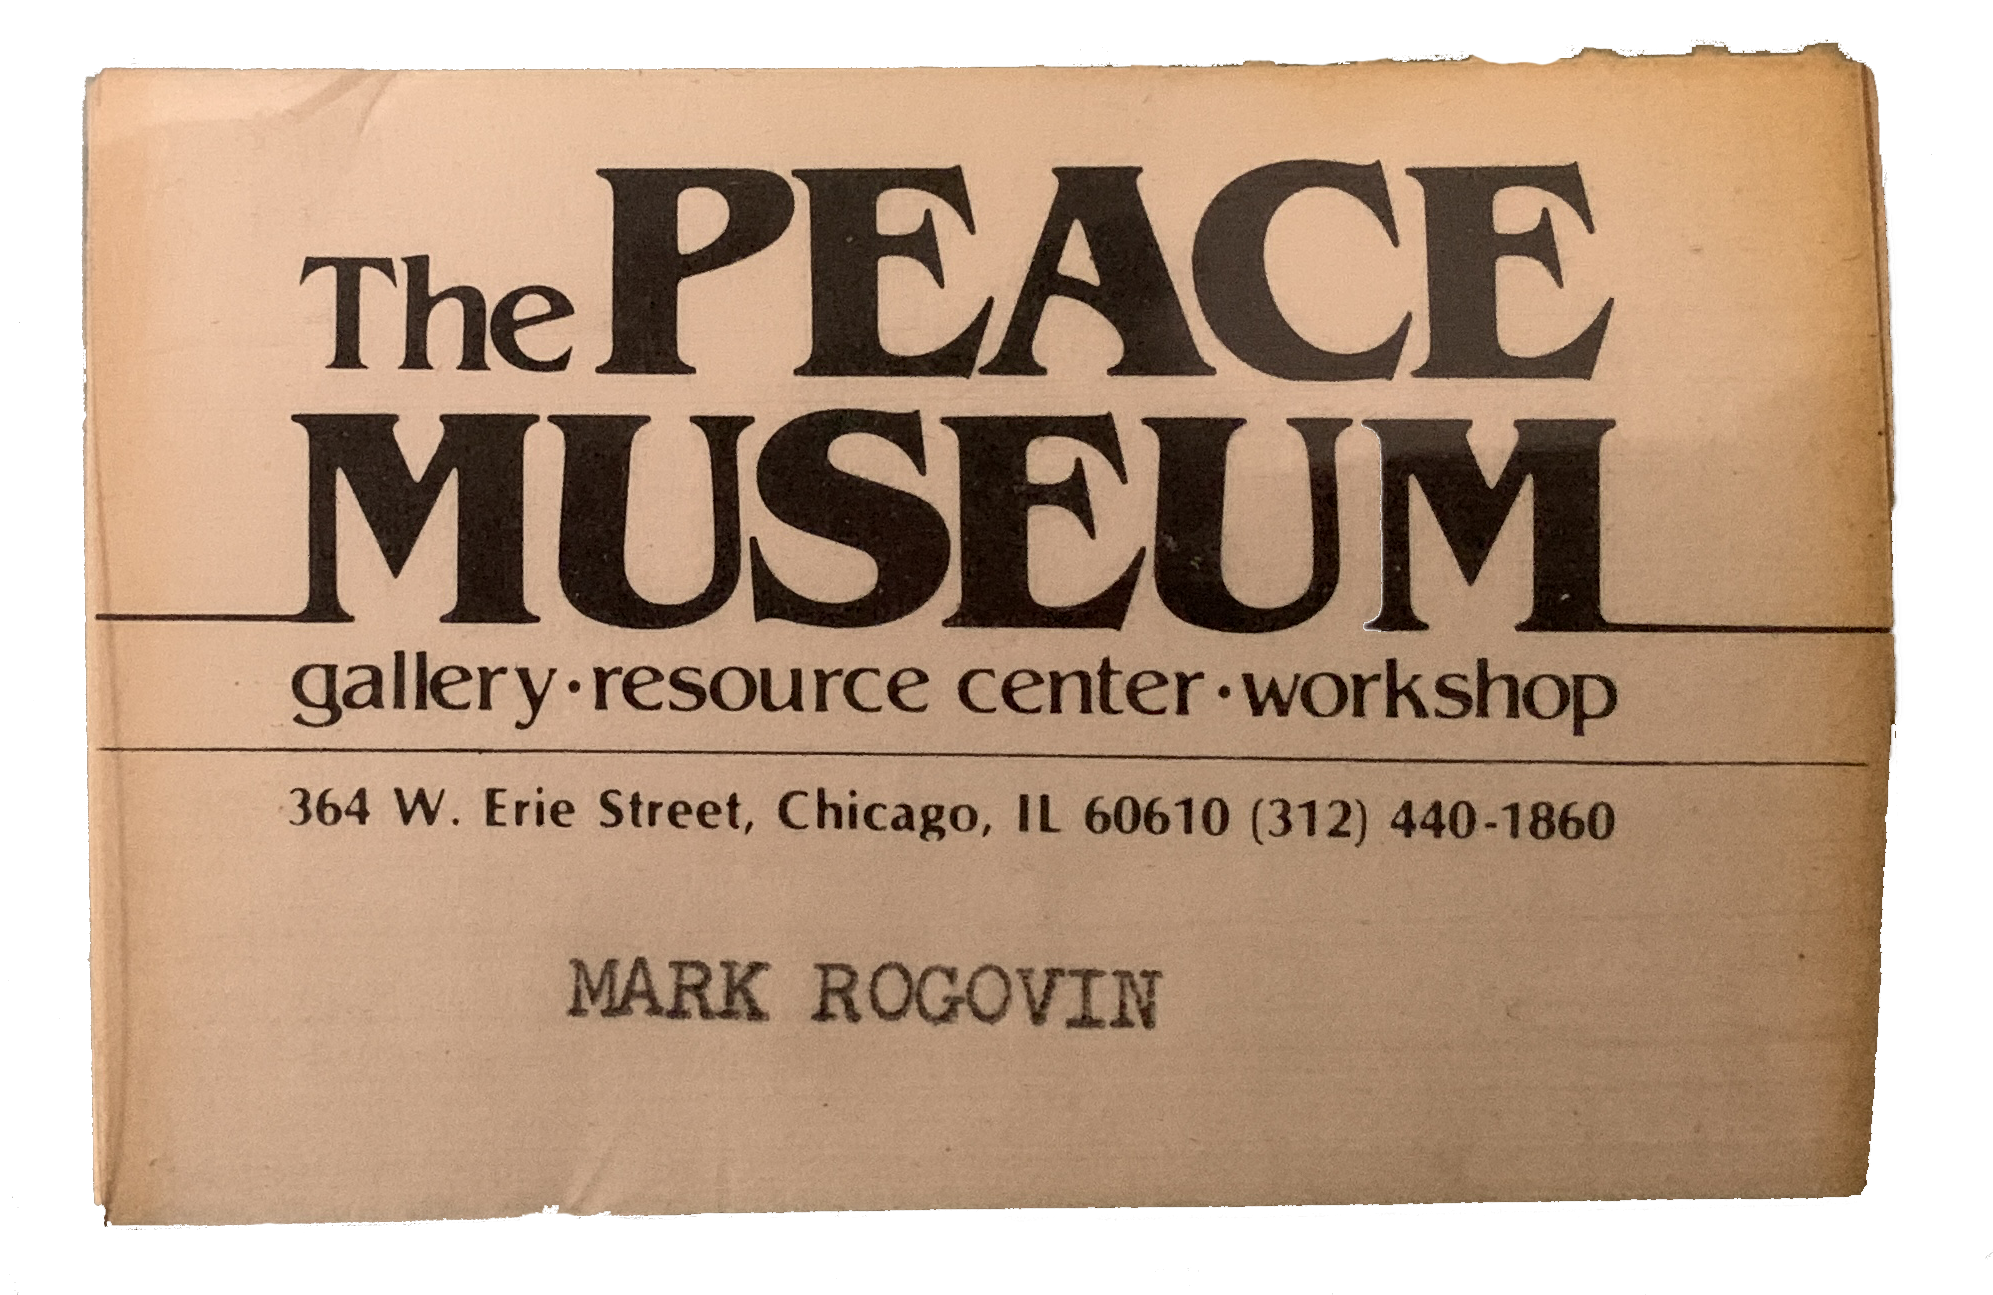 The PEACE
MUSEUM
gallery·resource center·workshop
364 W. Erie Street, Chicago, IL 60610 (312) 440-1860
MARK ROGOVIN